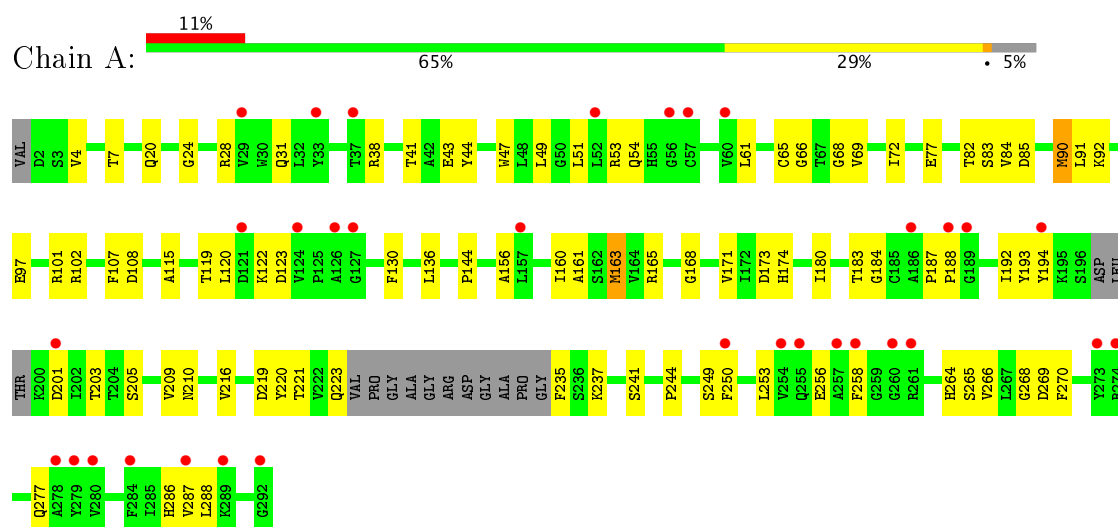 11%
Chain A:
65% 29% • 5%
VAL D2 S3 V4 T7 Q20 G24 R28 V29 W30 Q31 L32 Y33 T37 R38 T41 A42 E43 Y44 W47 L48 L49 G50 L51 L52 R53 Q54 H55 G56 C57 V60 L61 C65 G66 T67 G68 V69 I72 E77 T82 S83 V84 D85 M90 L91 K92
E97 R101 R102 F107 D108 A115 T119 L120 D121 K122 D123 V124 P125 A126 G127 F130 L136 P144 A156 L157 I160 A161 S162 M163 V164 R165 G168 V171 I172 D173 H174 I180 T183 G184 C185 A186 P187 P188 G189 I192 Y193 Y194 K195 S196 ASP LEU
THR K200 D201 I202 T203 T204 S205 V209 N210 V216 D219 Y220 T221 V222 Q223 VAL PRO GLY ALA GLY ARG ASP GLY ALA PRO GLY F235 S236 K237 S241 P244 S249 F250 L253 V254 Q255 E256 A257 F258 G259 G260 R261 H264 S265 V266 L267 G268 D269 F270 Y273
Q277 A278 Y279 V280 F284 I285 H286 V287 L288 K289 G292